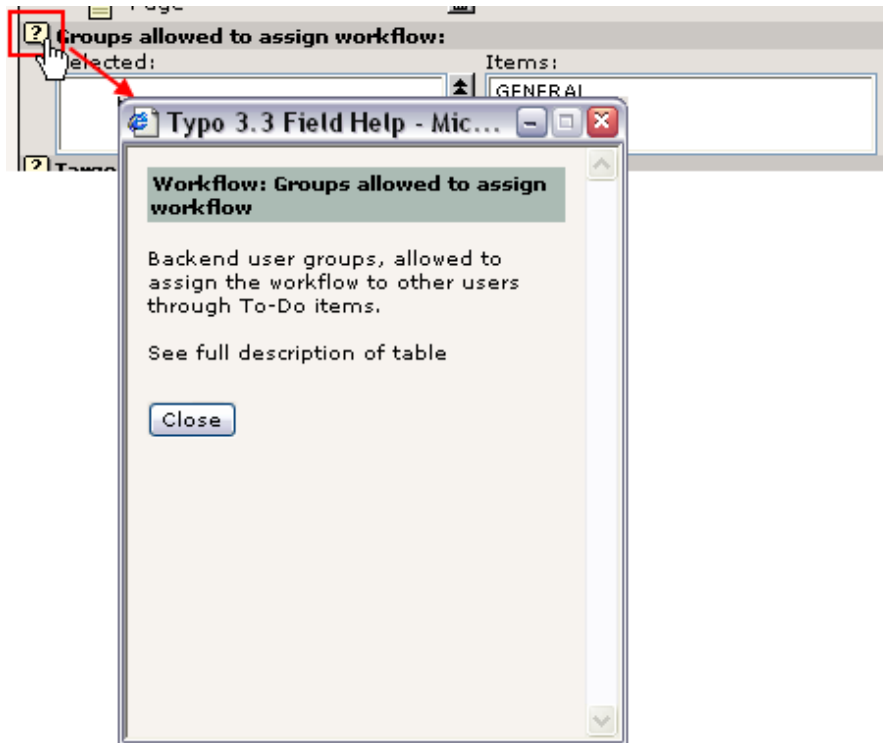 Page
? Groups allowed to assign workflow:
Selected: Items:
GENERAL
Typo 3.3 Field Help - Mic...
?
Workflow: Groups allowed to assign
workflow
Backend user groups, allowed to
assign the workflow to other users
through To-Do items.
See full description of table
Close